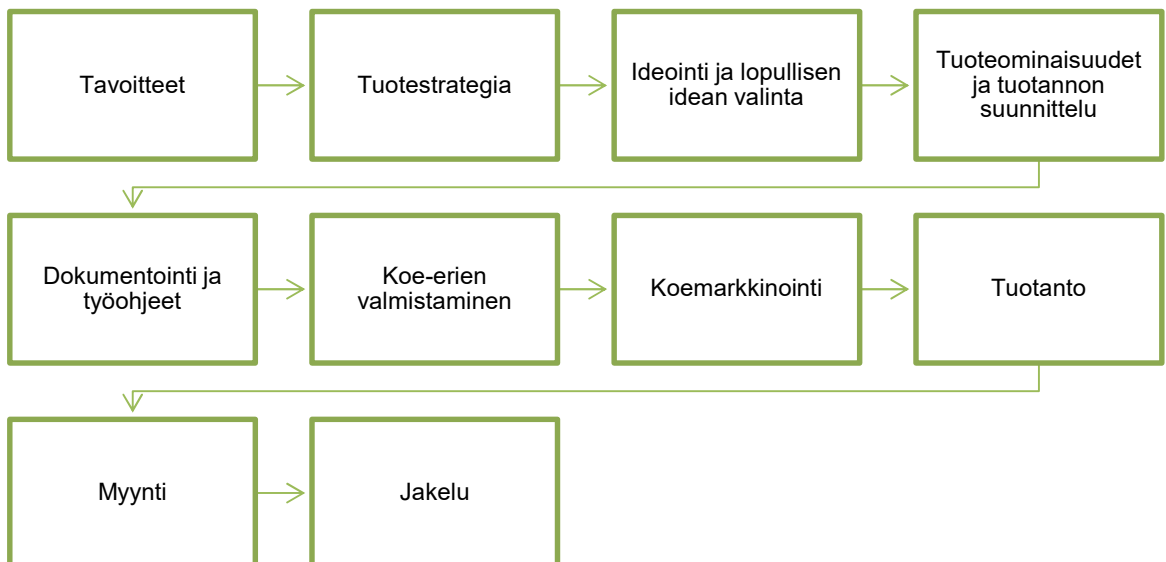 Tavoitteet
Tuotestrategia
Ideointi ja lopullisen
idean valinta
Tuoteominaisuudet
ja tuotannon
suunnittelu
Dokumentointi ja
työohjeet
Koe-erien
valmistaminen
Koemarkkinointi
Tuotanto
Myynti
Jakelu